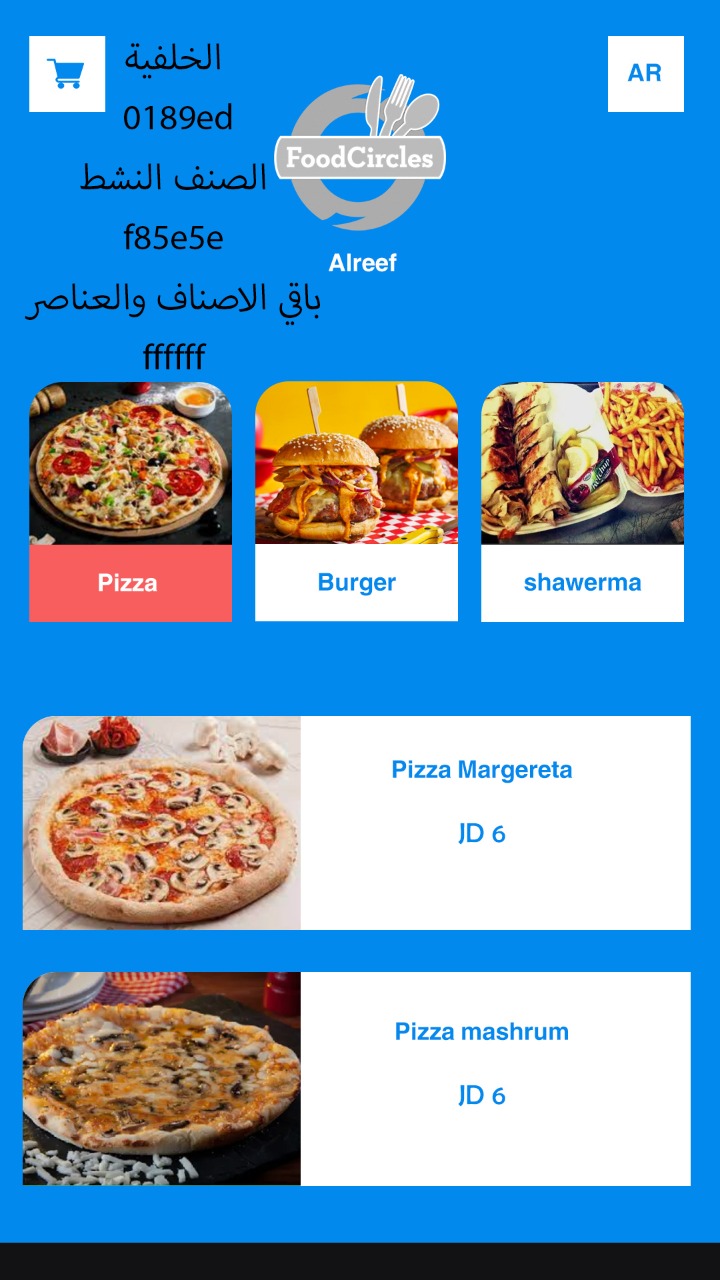 الخلفية
AR
0189ed
FoodCircles
الصنف النشط
f85e5e
Alreef
باقي الاصناف والعناصر
ffffff
Pizza
Burger
shawerma
Pizza Margereta
JD 6
Pizza mashrum
JD 6